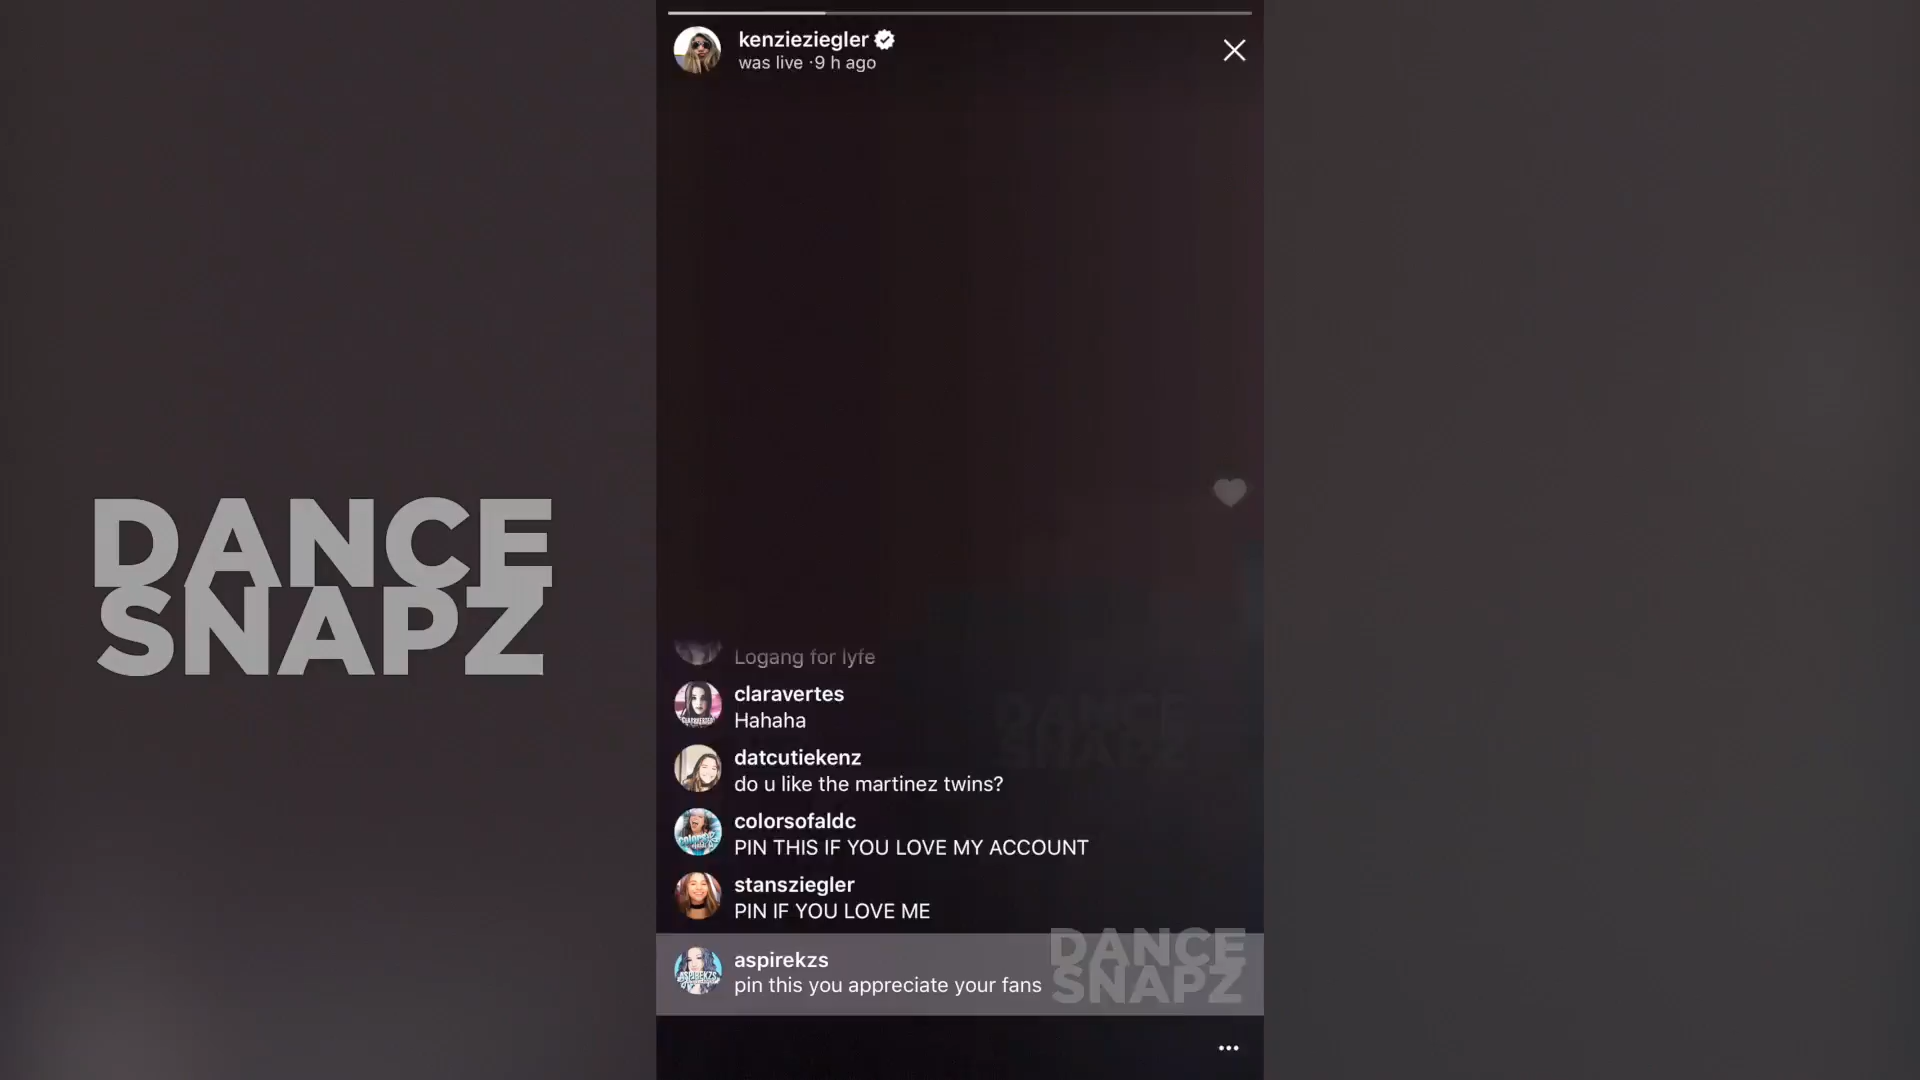 kenzieziegler
was live ·9 h ago
DANCE
SNAPZ
Logang for lyfe
claravertes
Hahaha
datcutiekenz
do u like the martinez twins?
colorsofaldc
PIN THIS IF YOU LOVE MY ACCOUNT
stansziegler
PIN IF YOU LOVE ME
aspirekzs
pin this you appreciate your fans
DANCE
SNAPZ
DANCE
SNAPZ